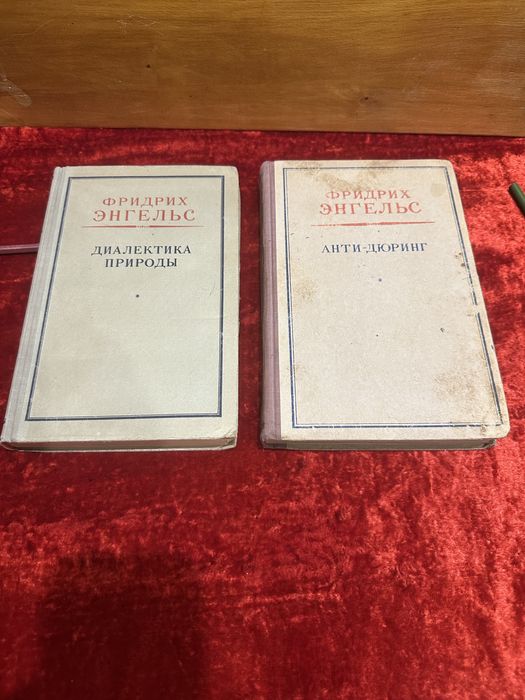 ФРИДРИХ
ЭНГЕЛЬС
ДИАЛЕКТИКА
ПРИРОДЫ
ФРИДРИХ
ЭНГЕЛЬС
АНТИ-ДЮРИНГ